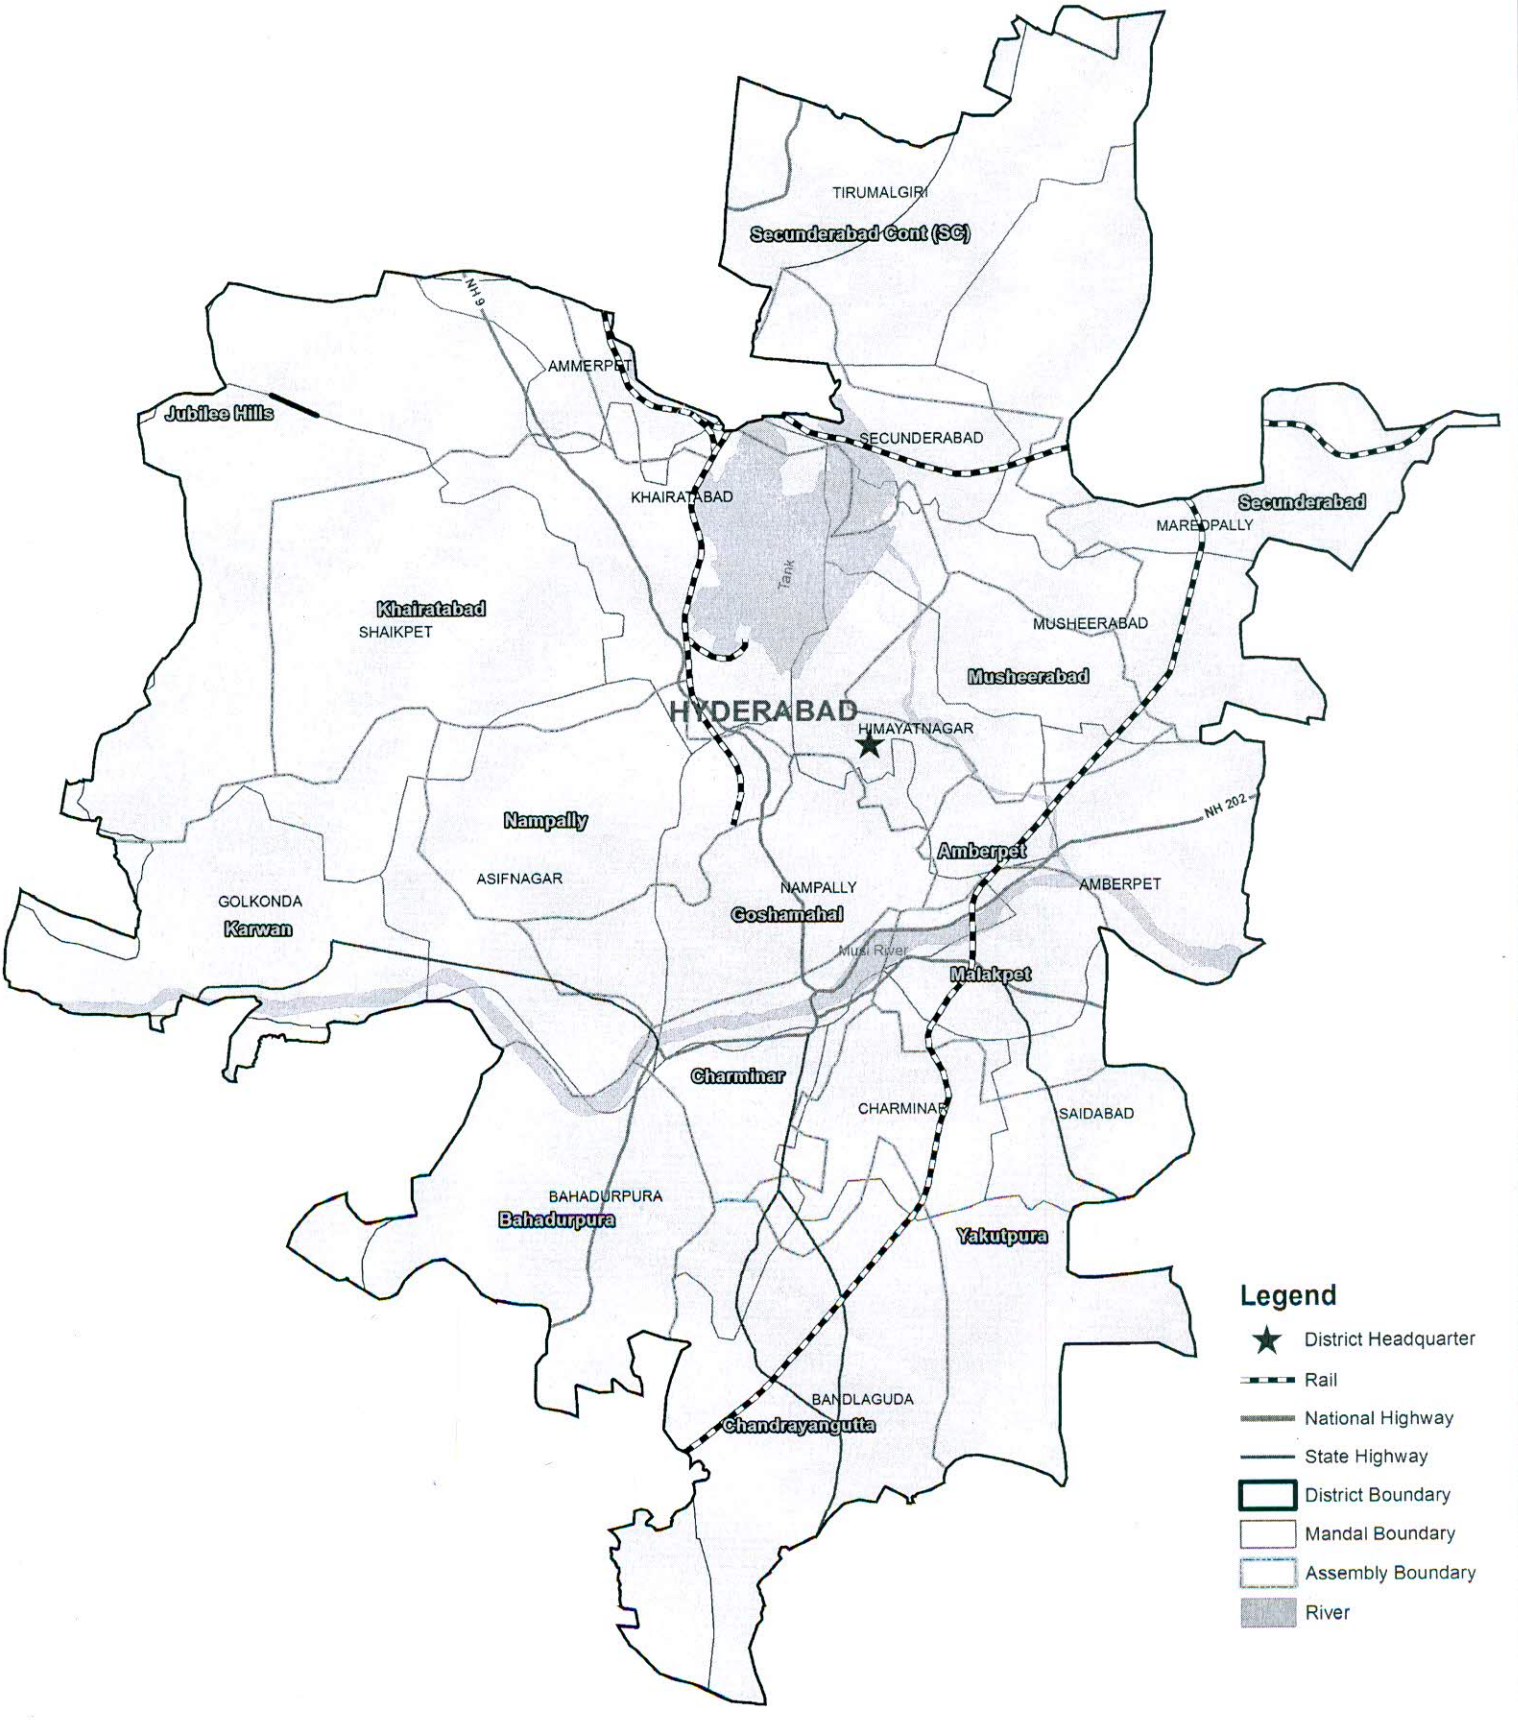 TIRUMALGIRI
Secunderabad Cont (SC)
NH 9
AMMERPET
Jubilee Hills
SECUNDERABAD
KHAIRATABAD
Secunderabad
MAREDPALLY
Tank
Khairatabad
SHAIKPET
MUSHEERABAD
Musheerabad
HYDERABAD
HIMAYATNAGAR
NH 202
Nampally
Amberpet
ASIFNAGAR
NAMPALLY
AMBERPET
GOLKONDA
Goshamahal
Karwan
Musi River
Malakpet
Charminar
CHARMINAR
SAIDABAD
BAHADURPURA
Bahadurpura
Yakutpura
BANDLAGUDA
Chandrayangutta
Legend
District Headquarter
Rail
National Highway
State Highway
District Boundary
Mandal Boundary
Assembly Boundary
River